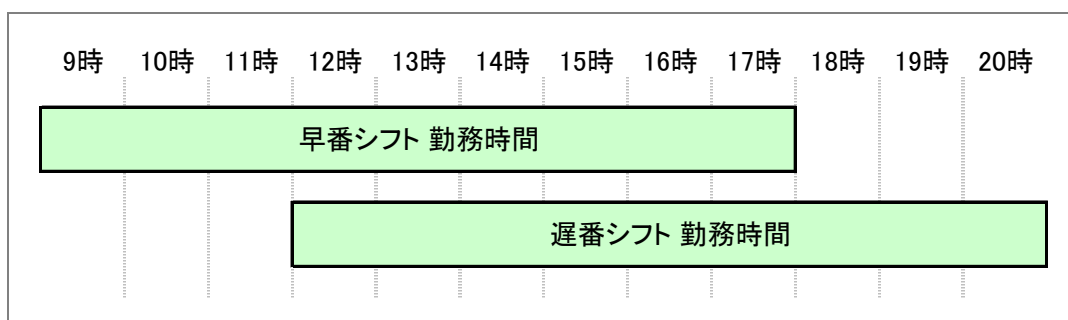 9時 10時 11時 12時 13時 14時 15時 16時 17時 18時 19時 20時
早番シフト 勤務時間
遅番シフト 勤務時間